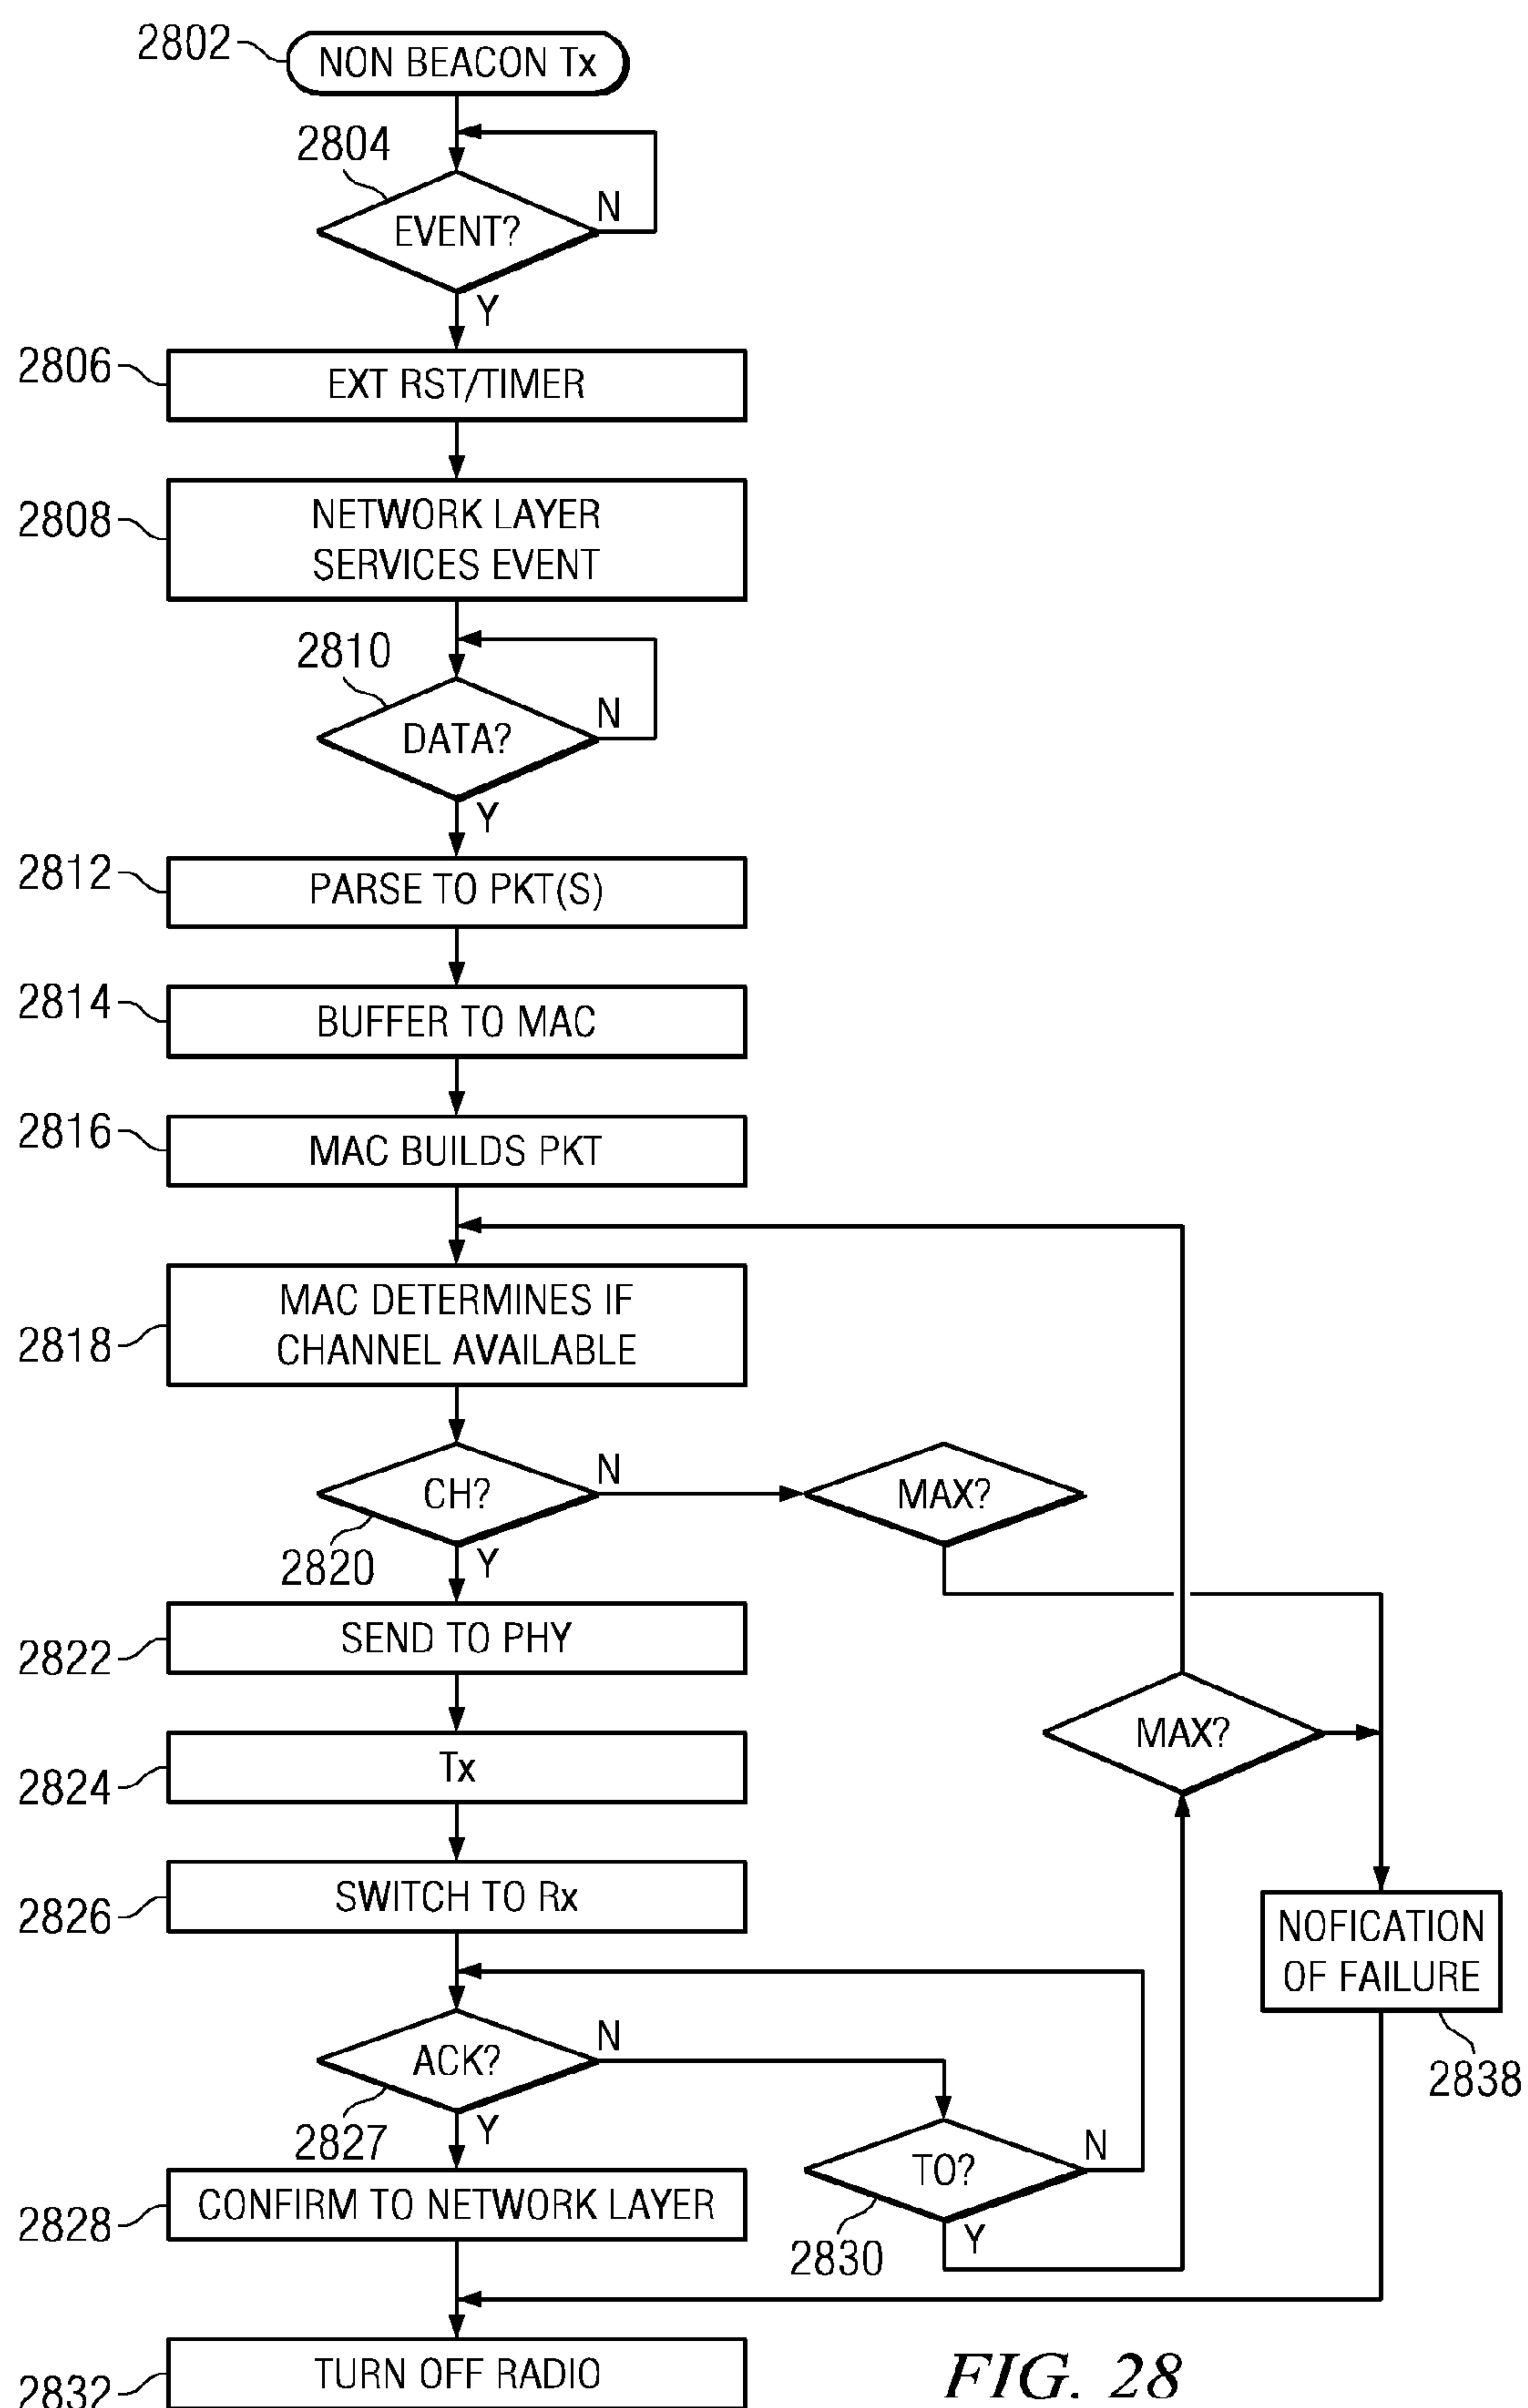 2802
NON BEACON Tx
2804
EVENT?
N
Y
2806
EXT RST/TIMER
2808
NETWORK LAYER
SERVICES EVENT
2810
DATA?
N
Y
2812
PARSE TO PKT(S)
2814
BUFFER TO MAC
2816
MAC BUILDS PKT
2818
MAC DETERMINES IF
CHANNEL AVAILABLE
CH?
N
MAX?
2820
Y
2822
SEND TO PHY
MAX?
2824
Tx
2826
SWITCH TO Rx
NOFICATION
OF FAILURE
2838
ACK?
N
2827
Y
TO?
N
2830
Y
2828
CONFIRM TO NETWORK LAYER
2832
TURN OFF RADIO
FIG. 28